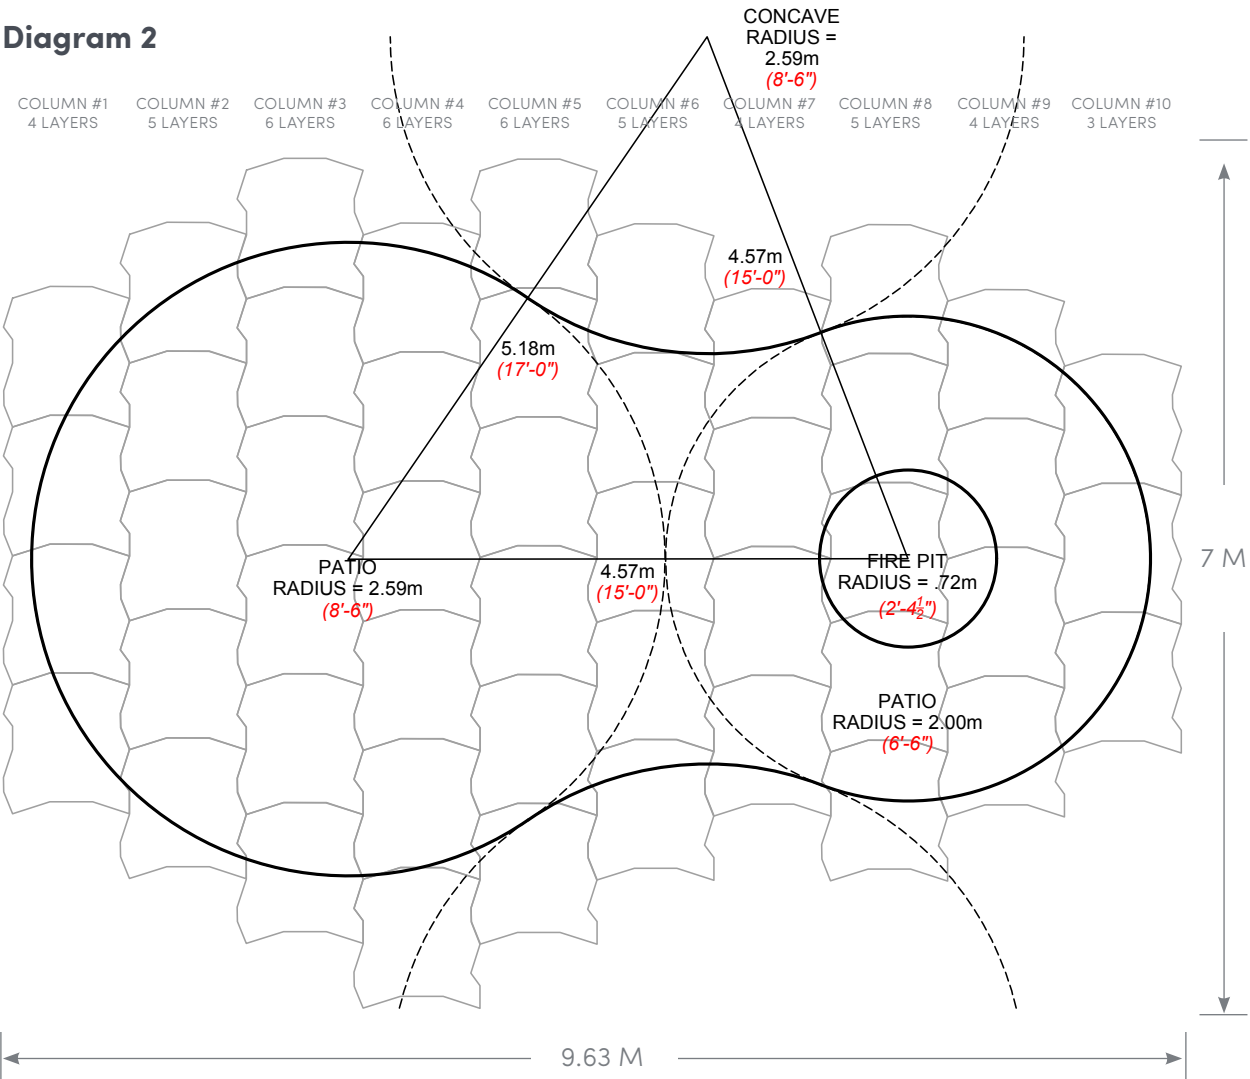 Diagram 2
CONCAVE
RADIUS =
2.59m
(8'-6")
COLUMN #1
4 LAYERS
COLUMN #2
5 LAYERS
COLUMN #3
6 LAYERS
COLUMN #4
6 LAYERS
COLUMN #5
6 LAYERS
COLUMN #6
5 LAYERS
COLUMN #7
4 LAYERS
COLUMN #8
5 LAYERS
COLUMN #9
4 LAYERS
COLUMN #10
3 LAYERS
4.57m
(15'-0")
5.18m
(17'-0")
PATIO
RADIUS = 2.59m
(8'-6")
4.57m
(15'-0")
FIRE PIT
RADIUS = .72m
(2'-4½")
7 M
PATIO
RADIUS = 2.00m
(6'-6")
9.63 M